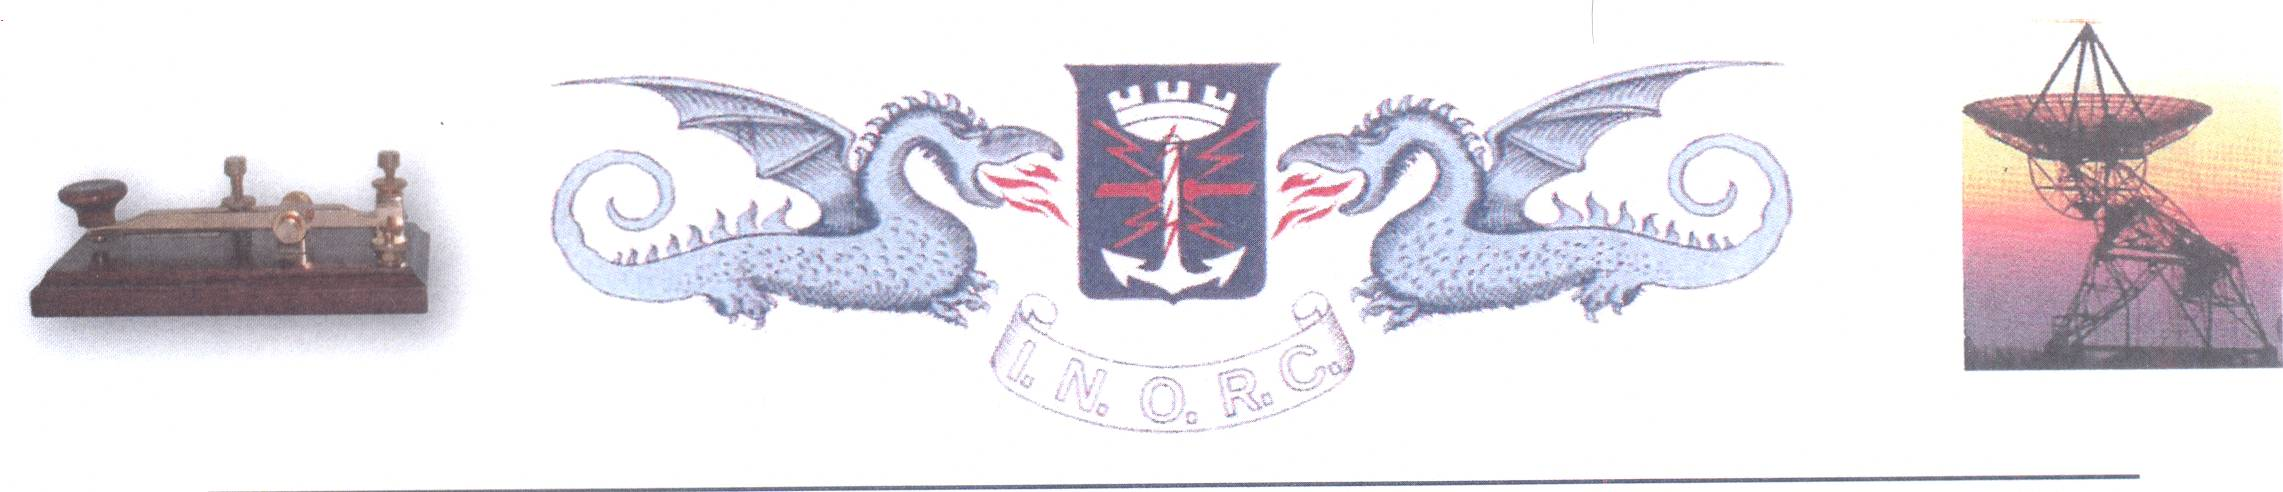 I. N. O. R. C.